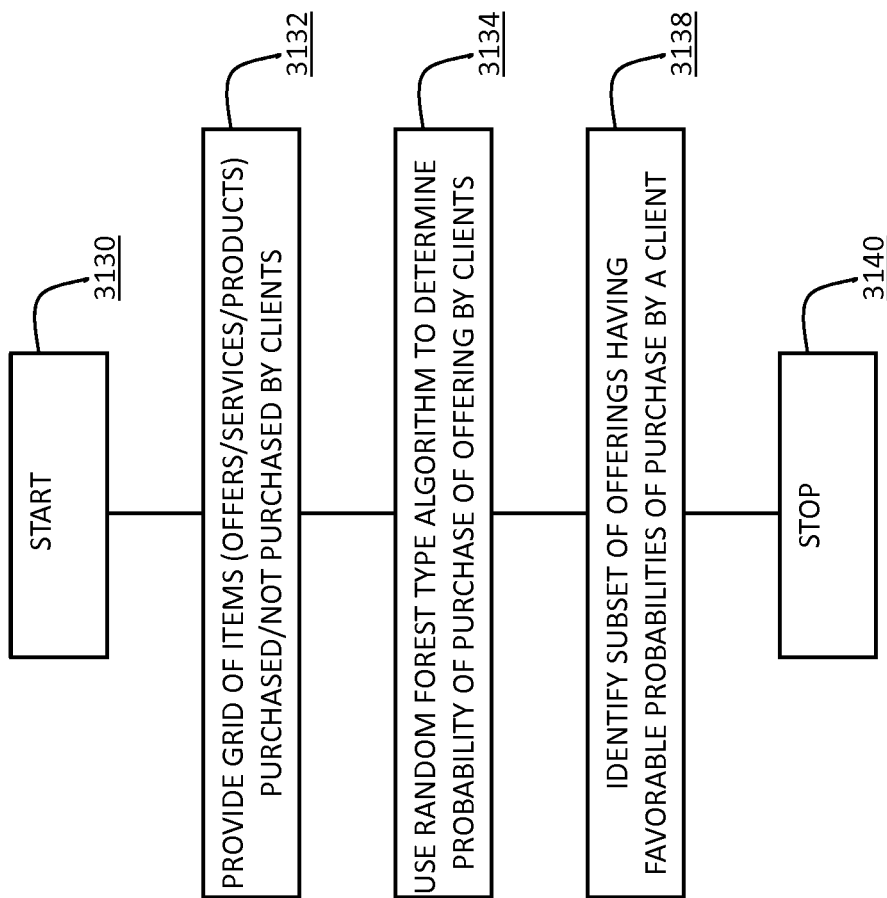 START
3130
PROVIDE GRID OF ITEMS (OFFERS/SERVICES/PRODUCTS)
PURCHASED/NOT PURCHASED BY CLIENTS
3132
USE RANDOM FOREST TYPE ALGORITHM TO DETERMINE
PROBABILITY OF PURCHASE OF OFFERING BY CLIENTS
3134
IDENTIFY SUBSET OF OFFERINGS HAVING
FAVORABLE PROBABILITIES OF PURCHASE BY A CLIENT
3138
STOP
3140